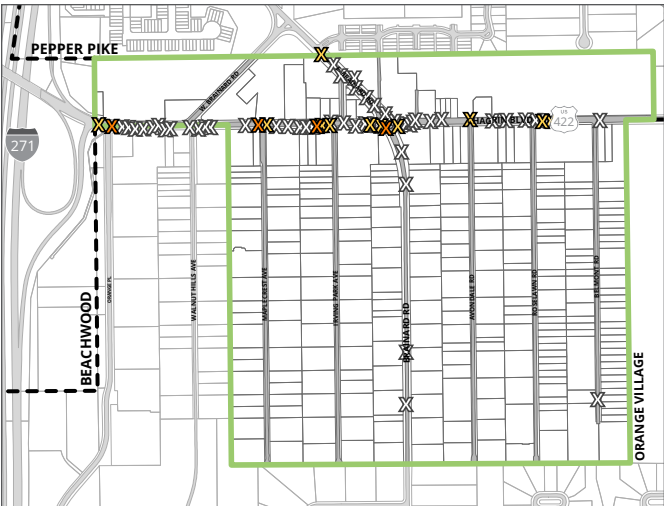 PEPPER PIKE
W. BRAINARD RD
CHAGRIN BLVD
US
422
271
BEACHWOOD
ORANGE PL
WALNUT HILLS AVE
MAPLECREST AVE
IRVING PARK AVE
BRAINARD RD
AVONDALE RD
ROSELAWN RD
BELMONT RD
ORANGE VILLAGE